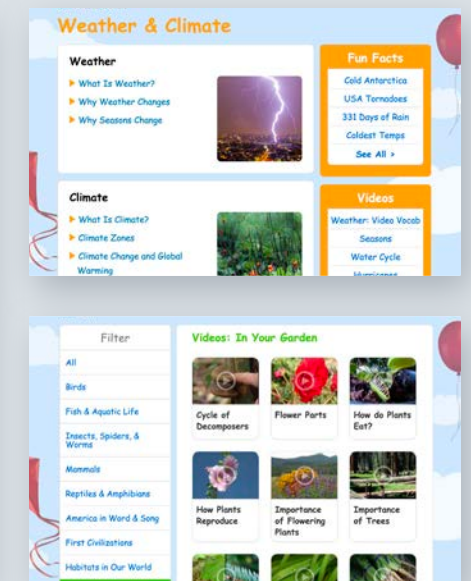 Weather & Climate
Weather
What Is Weather?
Why Weather Changes
Why Seasons Change
Fun Facts
Cold Antarctica
USA Tornadoes
331 Days of Rain
Coldest Temps
See All >
Climate
What Is Climate?
Climate Zones
Climate Change and Global
Warming
Videos
Weather: Video Vocab
Seasons
Water Cycle
Hurricanes
Filter
All
Birds
Fish & Aquatic Life
Insects, Spiders, &
Worms
Mammals
Reptiles & Amphibians
America in Word & Song
First Civilizations
Habitats in Our World
Videos: In Your Garden
Cycle of
Decomposers
Flower Parts
How do Plants
Eat?
How Plants
Reproduce
Importance
of Flowering
Plants
Importance
of Trees